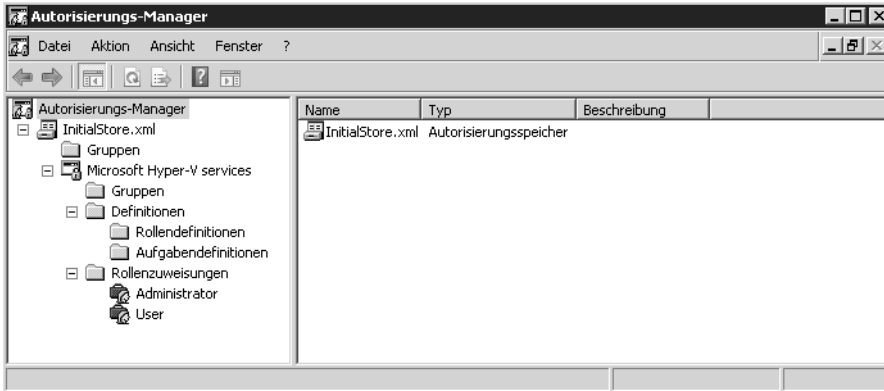 Autorisierungs-Manager
Datei Aktion Ansicht Fenster ?
Autorisierungs-Manager
InitialStore.xml
Gruppen
Microsoft Hyper-V services
Gruppen
Definitionen
Rollendefinitionen
Aufgabendefinitionen
Rollenzuweisungen
Administrator
User
Name Typ Beschreibung
InitialStore.xml Autorisierungsspeicher